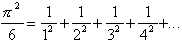 π²/6 = 1/1² + 1/2² + 1/3² + 1/4² + ...